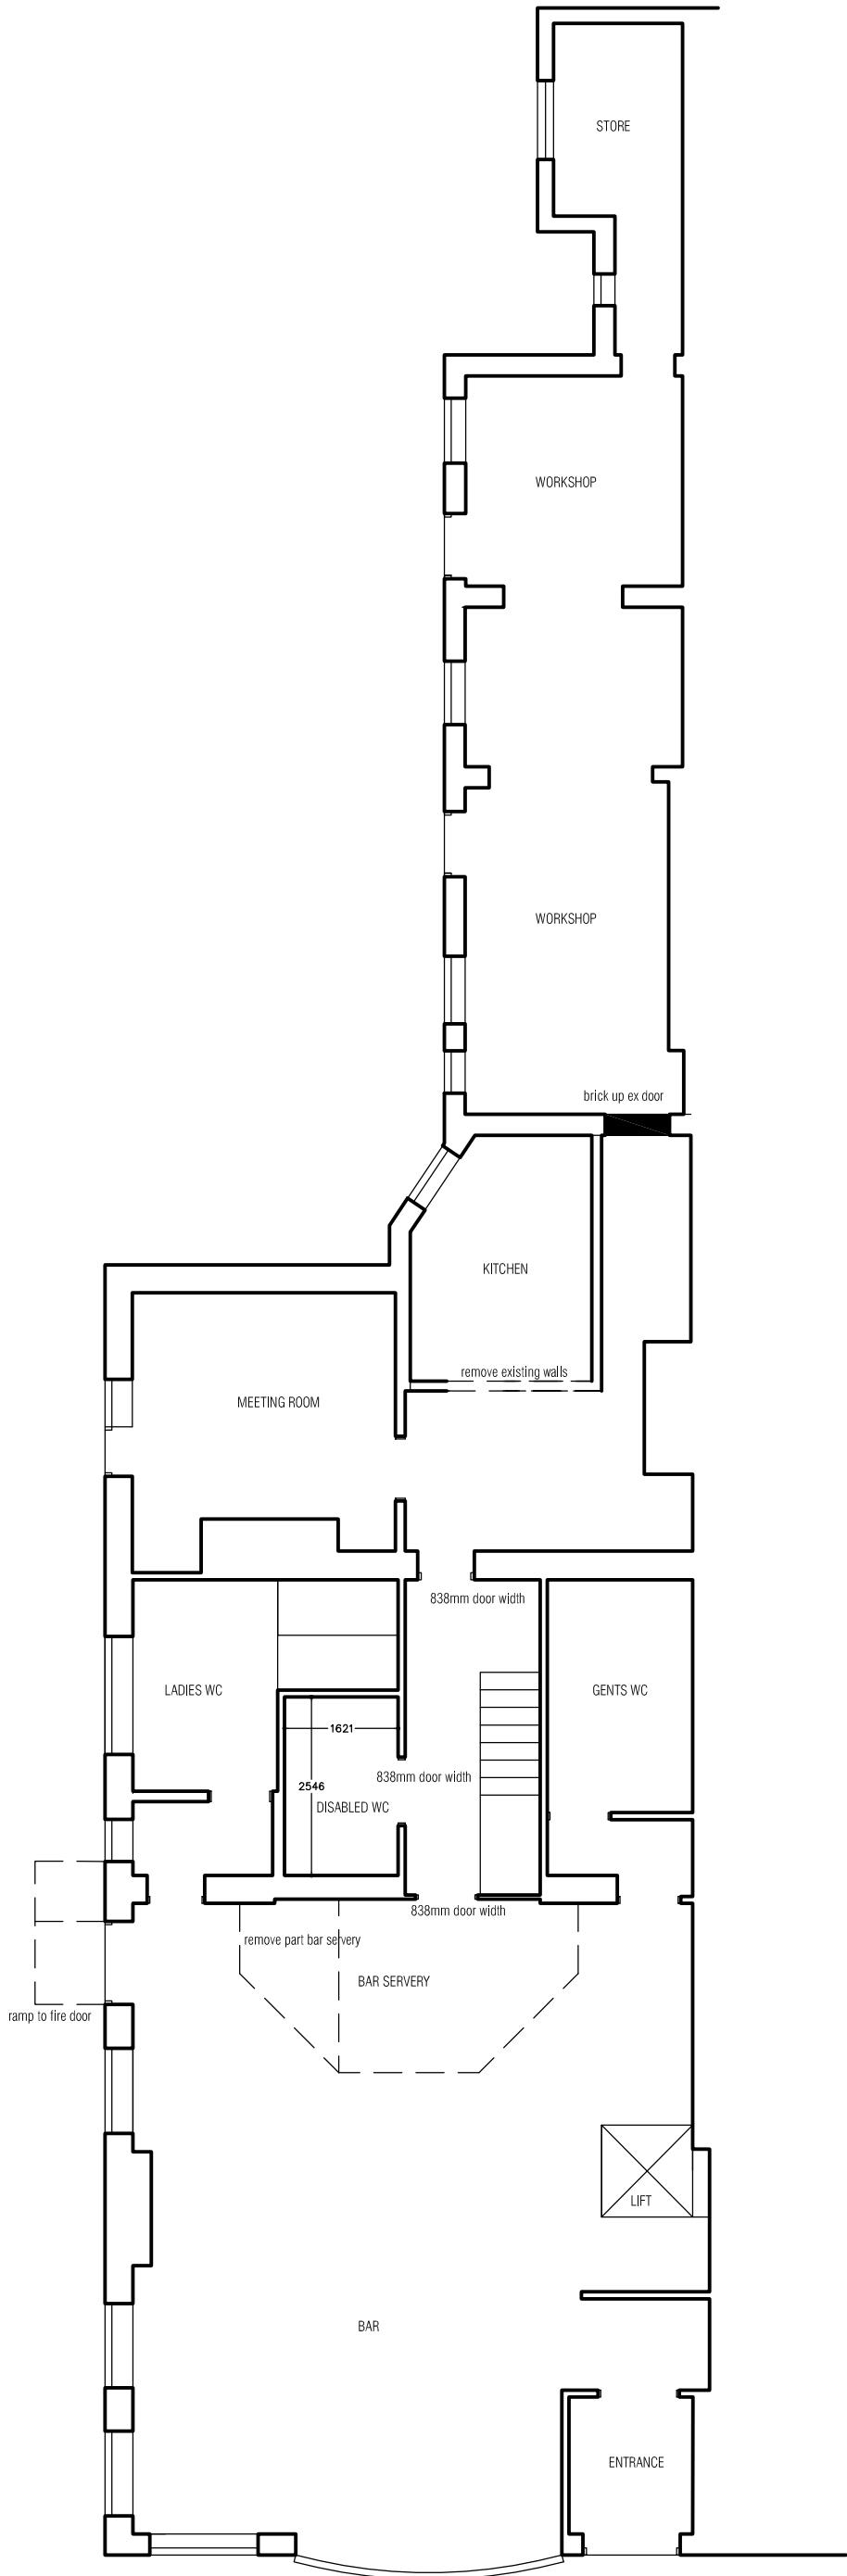 STORE
WORKSHOP
WORKSHOP
brick up ex door
KITCHEN
remove existing walls
MEETING ROOM
838mm door width
LADIES WC
GENTS WC
1621
838mm door width
2546
DISABLED WC
838mm door width
remove part bar servery
BAR SERVERY
ramp to fire door
LIFT
BAR
ENTRANCE